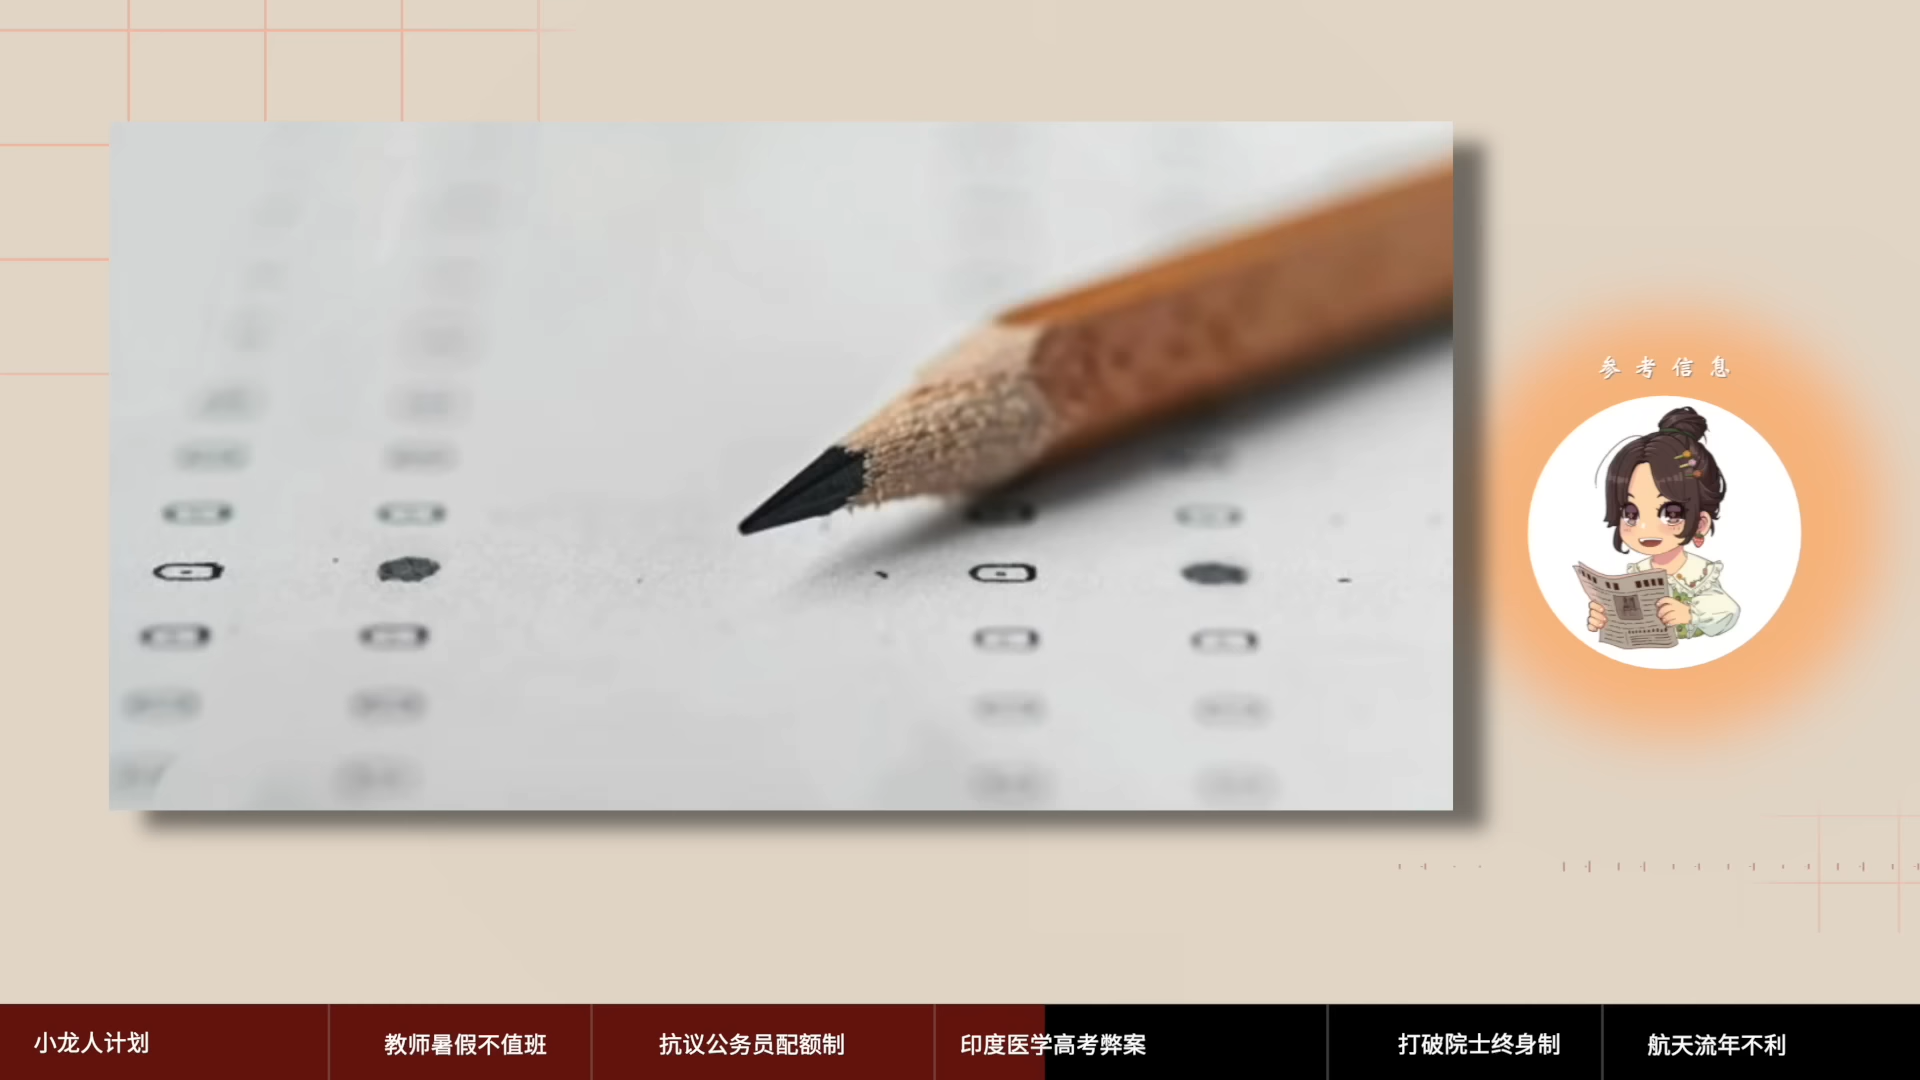 参考信息
小龙人计划
教师暑假不值班
抗议公务员配额制
印度医学高考弊案
打破院士终身制
航天流年不利